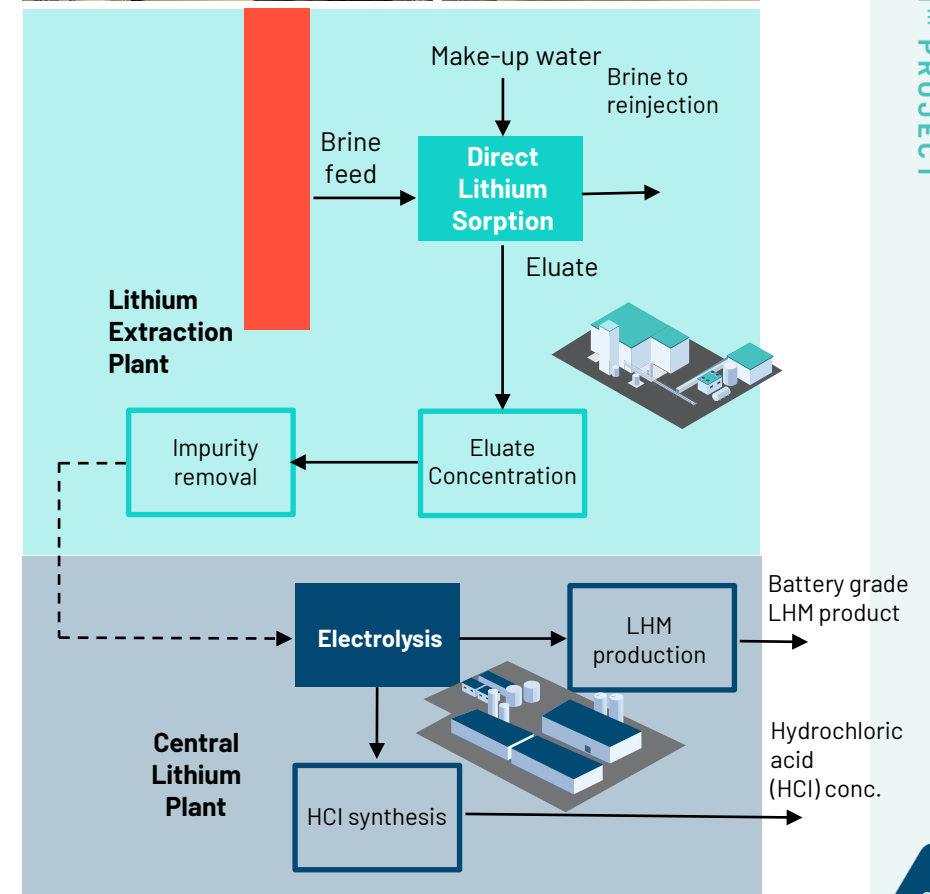 Make-up water
Brine to
reinjection
Brine
feed
Direct
Lithium
Sorption
Eluate
Lithium
Extraction
Plant
Impurity
removal
Eluate
Concentration
Electrolysis
LHM
production
Battery grade
LHM product
Central
Lithium
Plant
HCl synthesis
Hydrochloric
acid
(HCl) conc.
PROJECT